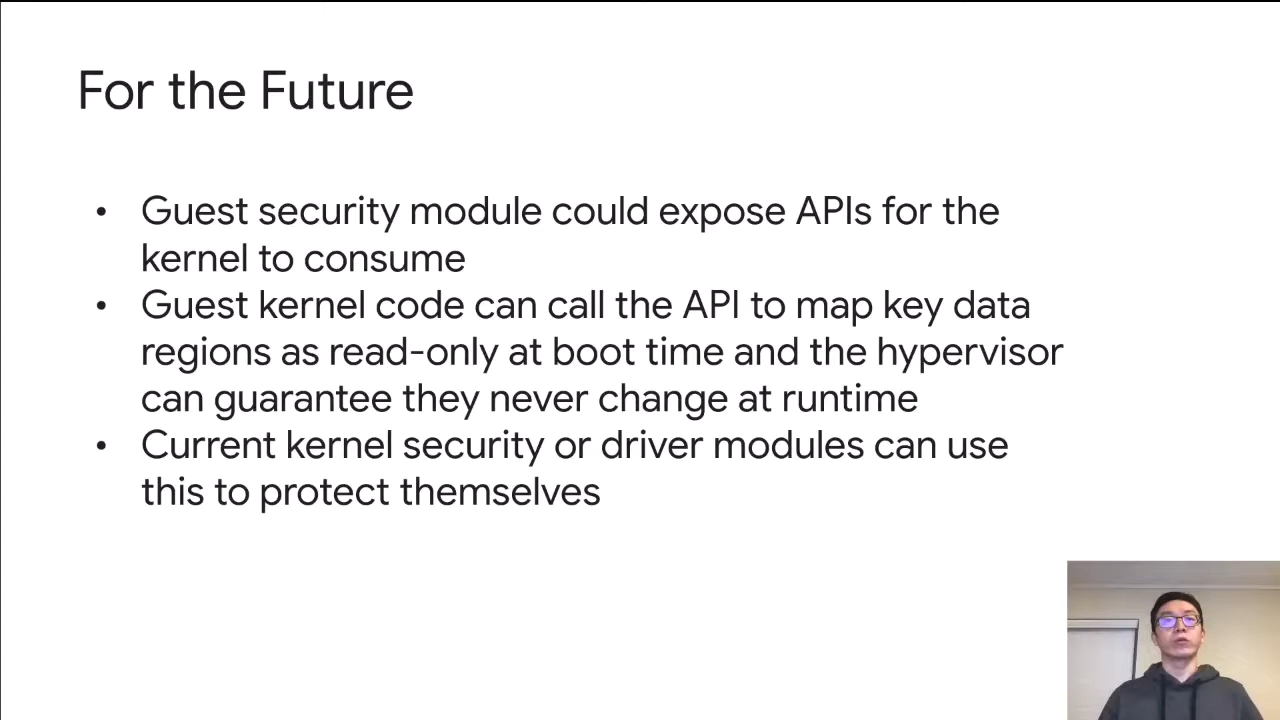 For the Future
• Guest security module could expose APIs for the
kernel to consume
• Guest kernel code can call the API to map key data
regions as read-only at boot time and the hypervisor
can guarantee they never change at runtime
• Current kernel security or driver modules can use
this to protect themselves